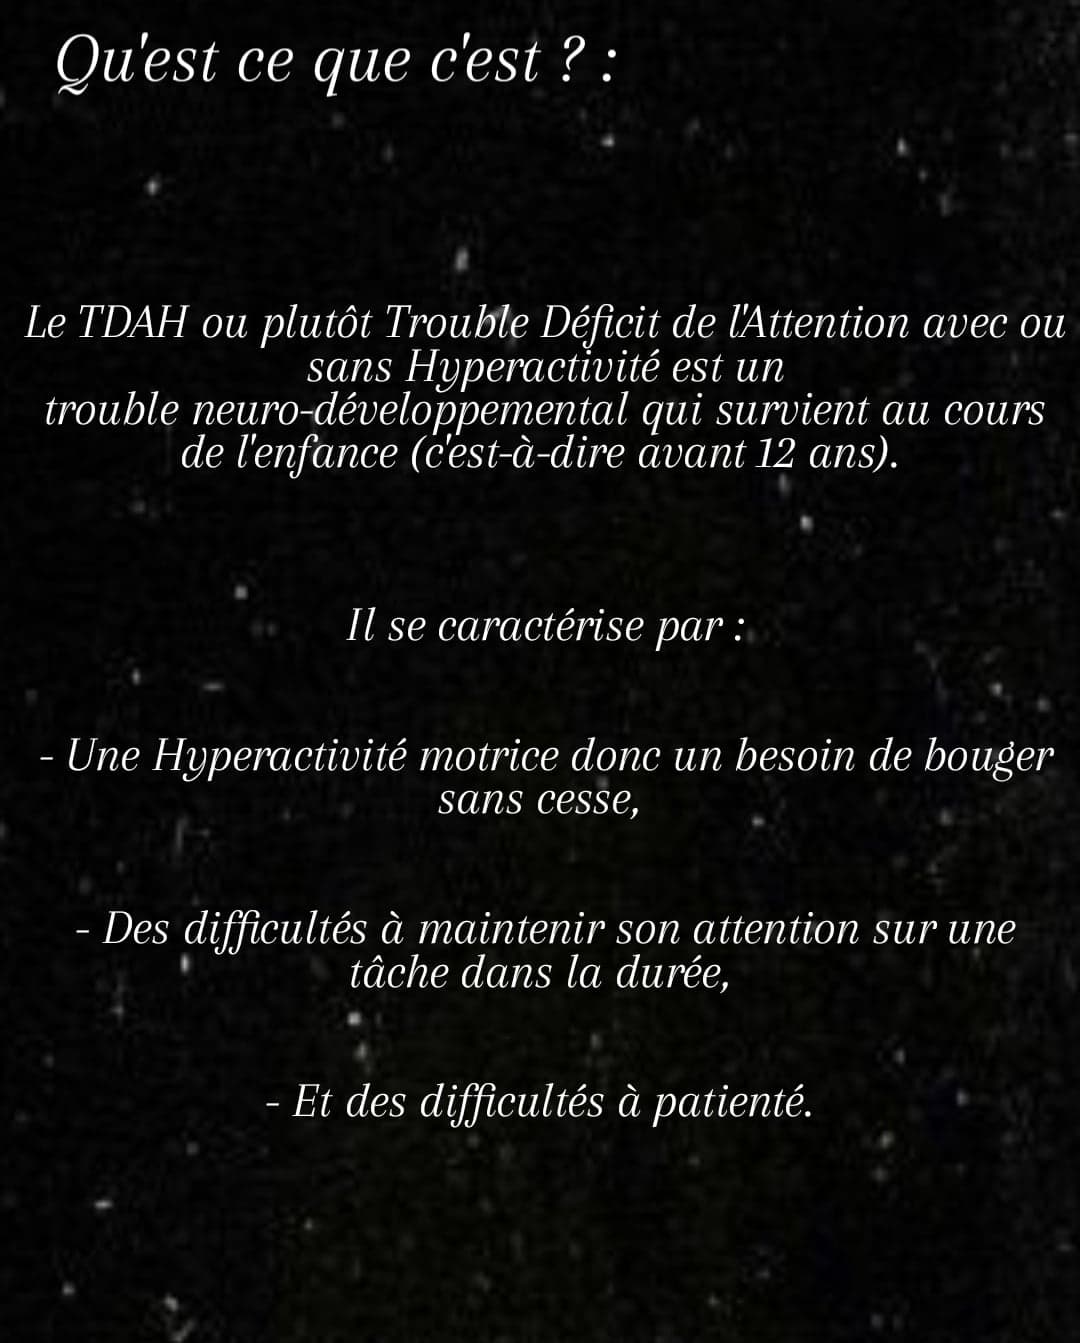 Qu'est ce que c'est ? :
Le TDAH ou plutôt Trouble Déficit de l'Attention avec ou
sans Hyperactivité est un
trouble neuro-développemental qui survient au cours
de l'enfance (c'est-à-dire avant 12 ans).
Il se caractérise par :
- Une Hyperactivité motrice donc un besoin de bouger
sans cesse,
- Des difficultés à maintenir son attention sur une
tâche dans la durée,
- Et des difficultés à patienté.